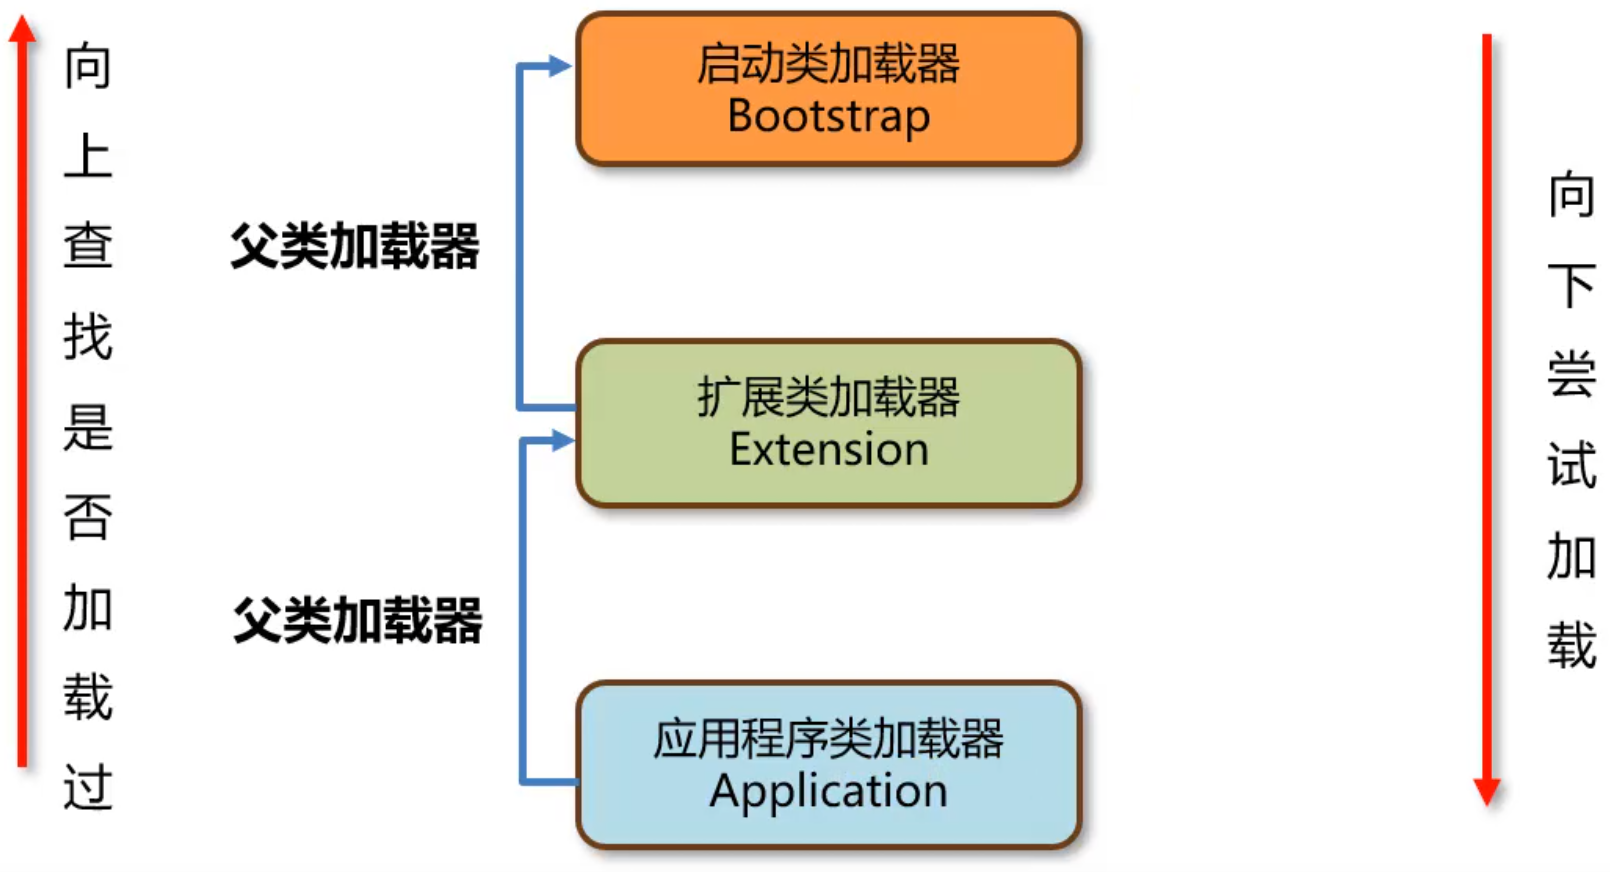 向上查找是否加载过
启动类加载器
Bootstrap
父类加载器
扩展类加载器
Extension
父类加载器
应用程序类加载器
Application
向下尝试加载